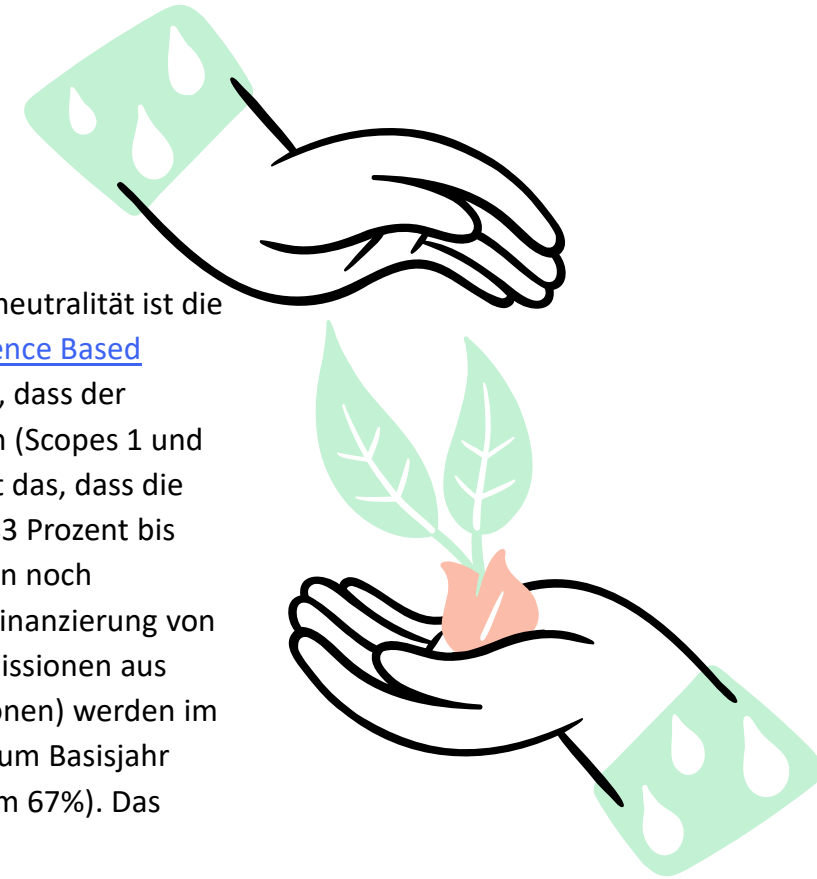 neutralität ist die
ence Based
, dass der
n (Scopes 1 und
t das, dass die
3 Prozent bis
n noch
inanzierung von
issionen aus
onen) werden im
um Basisjahr
m 67%). Das